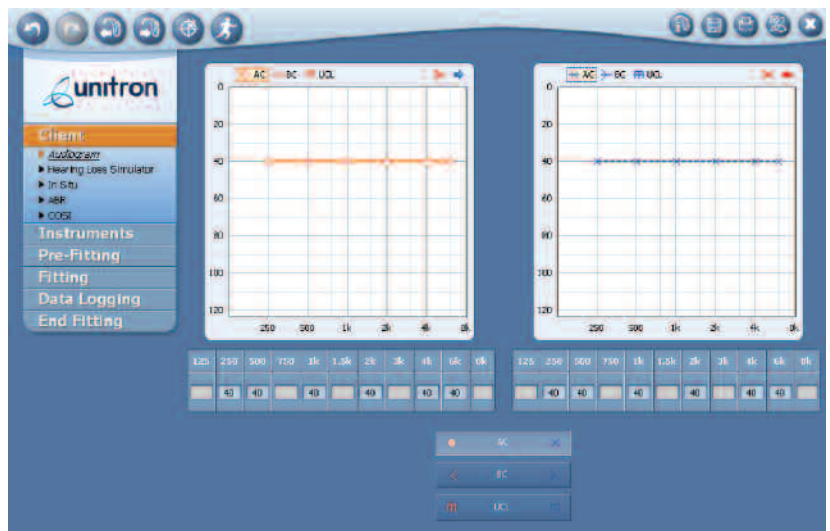 unitron
Client
Audiogram
Hearing Loss Simulator
In Situ
ABR
COSI
Instruments
Pre-Fitting
Fitting
Data Logging
End Fitting
AC BC UCL
0
20
40
60
80
100
120
250 500 1k 2k 4k 8k
AC BC UCL
0
20
40
60
80
100
120
250 500 1k 2k 4k 8k
125 250 500 750 1k 1.5k 2k 3k 4k 6k 8k
40 40 40 40 40 40
125 250 500 750 1k 1.5k 2k 3k 4k 6k 8k
40 40 40 40 40 40
AC
BC
UCL